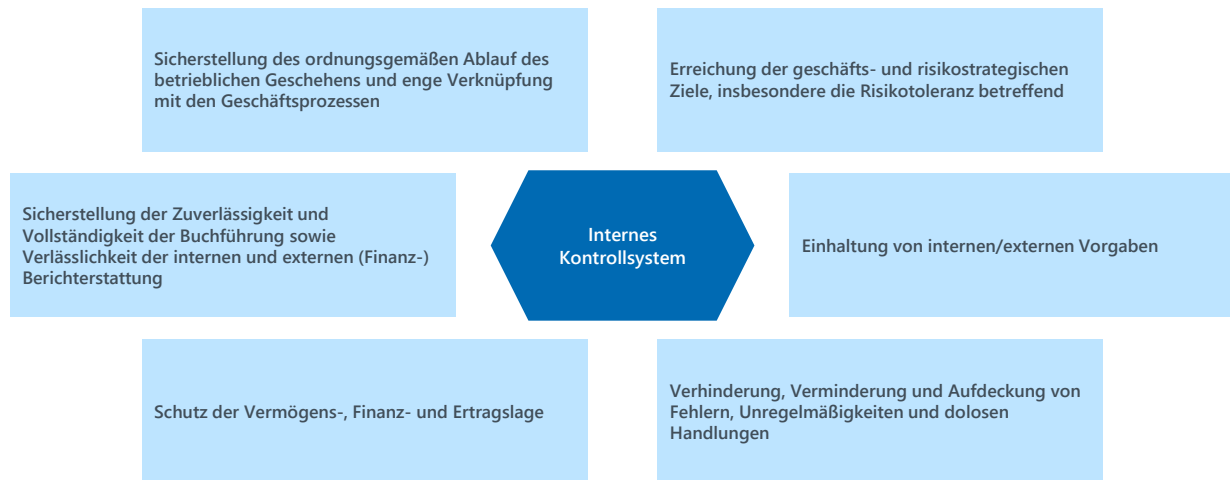 Sicherstellung des ordnungsgemäßen Ablauf des
betrieblichen Geschehens und enge Verknüpfung
mit den Geschäftsprozessen
Erreichung der geschäfts- und risikostrategischen
Ziele, insbesondere die Risikotoleranz betreffend
Sicherstellung der Zuverlässigkeit und
Vollständigkeit der Buchführung sowie
Verlässlichkeit der internen und externen (Finanz-)
Berichterstattung
Internes
Kontrollsystem
Einhaltung von internen/externen Vorgaben
Schutz der Vermögens-, Finanz- und Ertragslage
Verhinderung, Verminderung und Aufdeckung von
Fehlern, Unregelmäßigkeiten und dolosen
Handlungen